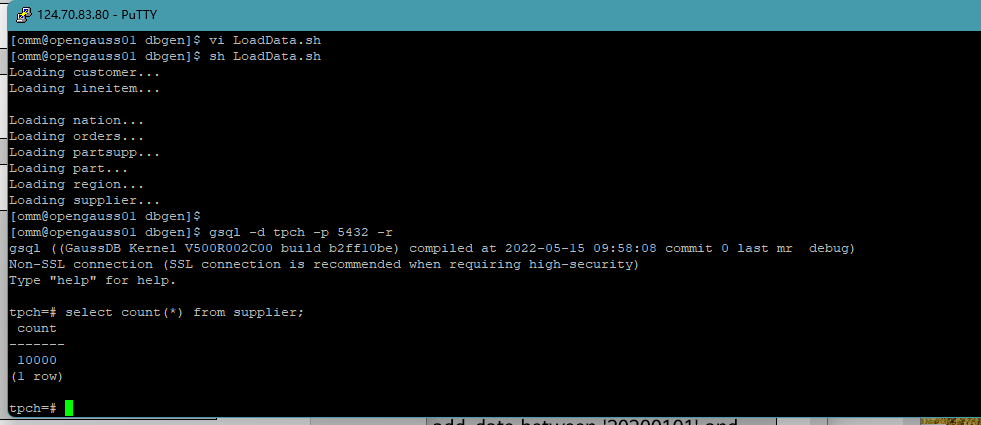 124.70.83.80 - PuTTY
[omm@opengauss01 dbgen]$ vi LoadData.sh
[omm@opengauss01 dbgen]$ sh LoadData.sh
Loading customer...
Loading lineitem...
Loading nation...
Loading orders...
Loading partsupp...
Loading part...
Loading region...
Loading supplier...
[omm@opengauss01 dbgen]$
[omm@opengauss01 dbgen]$ gsql -d tpch -p 5432 -r
gsql ((GaussDB Kernel V500R002C00 build b2ff10be) compiled at 2022-05-15 09:58:08 commit 0 last mr  debug)
Non-SSL connection (SSL connection is recommended when requiring high-security)
Type "help" for help.
tpch=# select count(*) from supplier;
count
-------
10000
(1 row)
tpch=#
add_date between '20200101' and